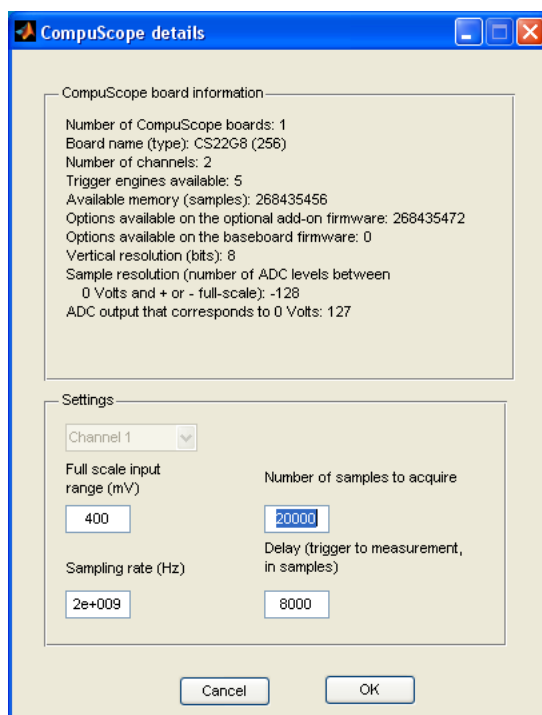 CompuScope details
CompuScope board information
Number of CompuScope boards: 1
Board name (type): CS22G8 (256)
Number of channels: 2
Trigger engines available: 5
Available memory (samples): 268435456
Options available on the optional add-on firmware: 268435472
Options available on the baseboard firmware: 0
Vertical resolution (bits): 8
Sample resolution (number of ADC levels between
0 Volts and + or - full-scale): -128
ADC output that corresponds to 0 Volts: 127
Settings
Channel 1
Full scale input
range (mV)
400
Number of samples to acquire
20000
Sampling rate (Hz)
2e+009
Delay (trigger to measurement,
in samples)
8000
Cancel
OK